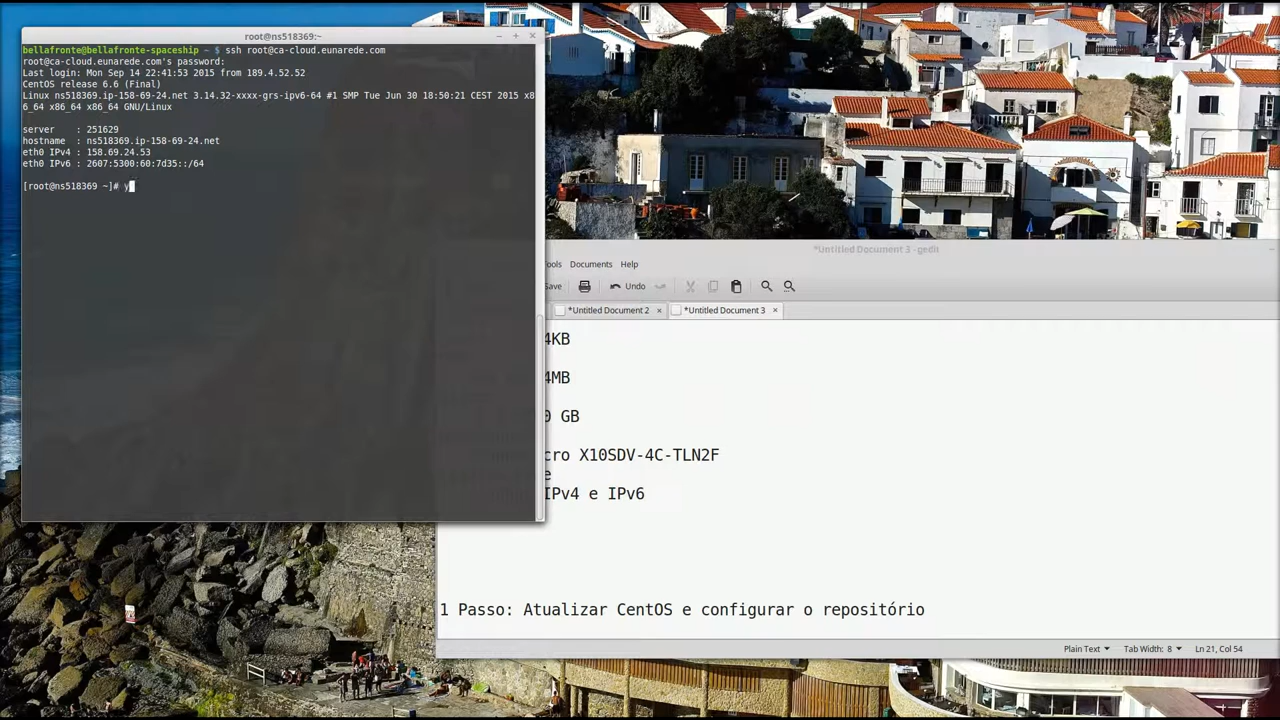 root@ns518369:~
bellafronte@bellafronte-spaceship ~ $ ssh root@ca-cloud.eunarede.com
root@ca-cloud.eunarede.com's password:
Last login: Mon Sep 14 22:41:53 2015 from 189.4.52.52
CentOS release 6.6 (Final)
Linux ns518369.ip-158-69-24.net 3.14.32-xxxx-grs-ipv6-64 #1 SMP Tue Jun 30 18:50:21 CEST 2015 x8
6_64 x86_64 x86_64 GNU/Linux
server : 251629
hostname : ns518369.ip-158-69-24.net
eth0 IPv4 : 158.69.24.53
eth0 IPv6 : 2607:5300:60:7d35::/64
[root@ns518369 ~]# y
*Untitled Document 3 -gedit
ools Documents Help
Save Undo
*Untitled Document 2 × *Untitled Document 3 ×
4KB
4MB
0 GB
cro X10SDV-4C-TLN2F
e
IPv4 e IPv6
1 Passo: Atualizar CentOS e configurar o repositório
Plain Text Tab Width: 8 Ln 21, Col 54